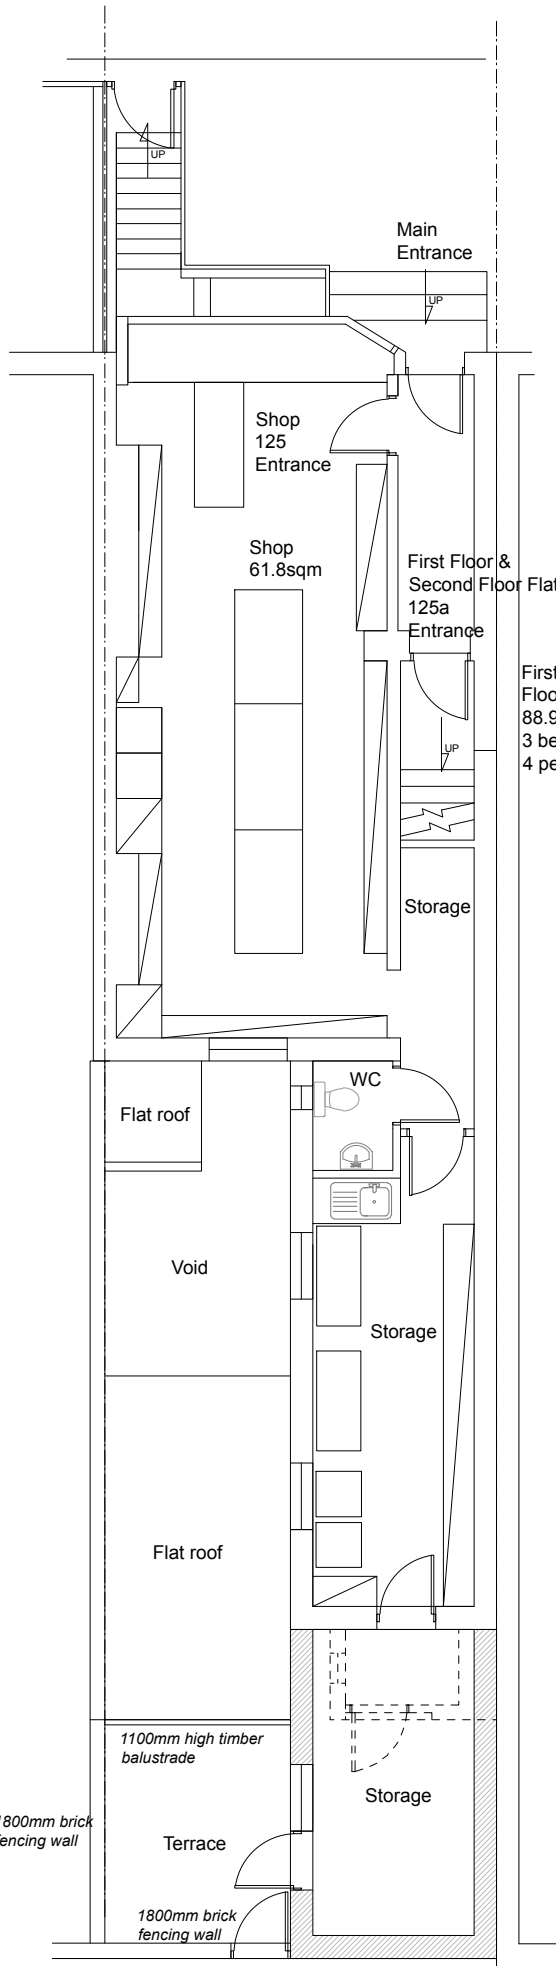 UP
Main
Entrance
UP
Shop
125
Entrance
Shop
61.8sqm
First Floor &
Second Floor Flat
125a
Entrance
First
Floo
88.9
3 be
4 pe
UP
Storage
WC
Flat roof
Void
Storage
Flat roof
1100mm high timber
balustrade
Storage
1800mm brick
fencing wall
Terrace
1800mm brick
fencing wall